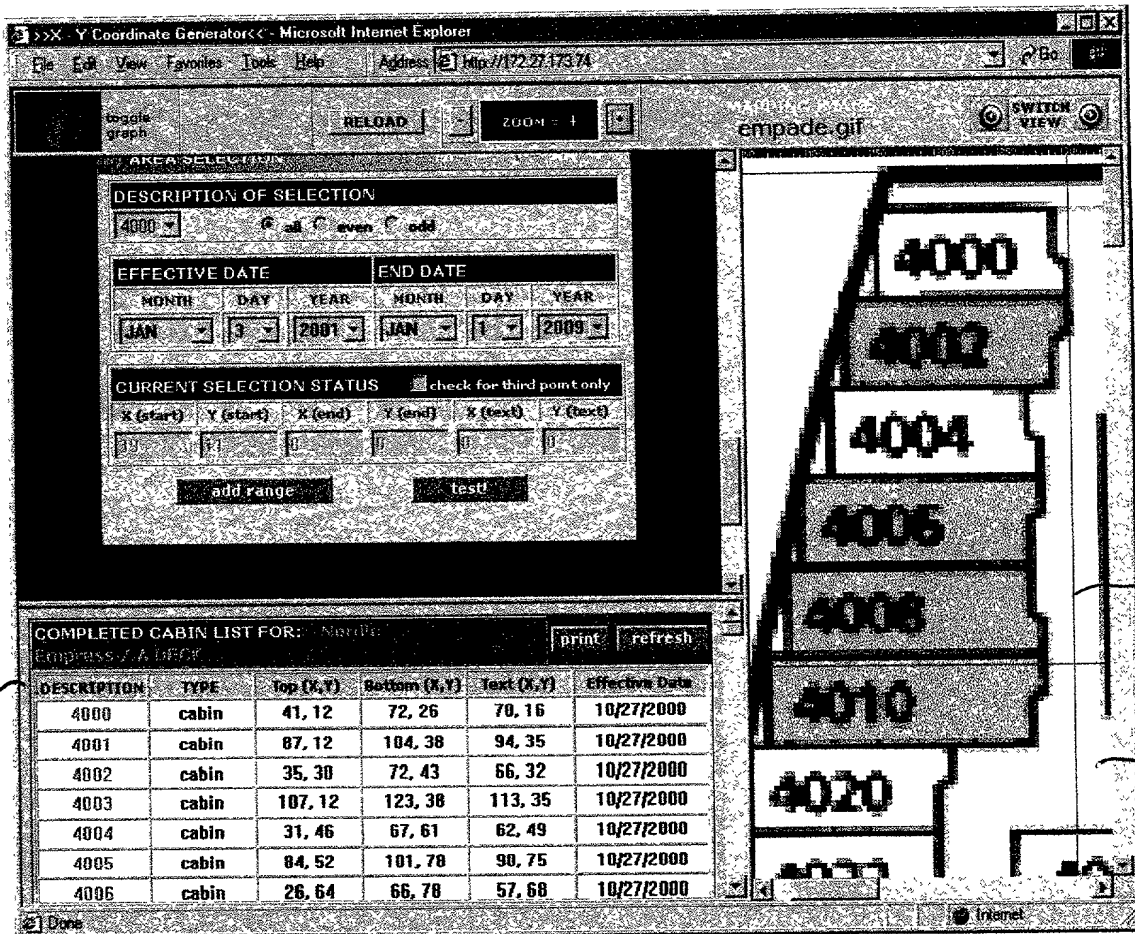 >>X - Y Coordinate Generator<< - Microsoft Internet Explorer
File Edit View Favorites Tools Help Address http://172.27.173.74 Go
toggle graph
RELOAD - ZOOM = 4 +
empade.gif
SWITCH VIEW
AREA SELECTION
DESCRIPTION OF SELECTION
4000 all even odd
EFFECTIVE DATE END DATE
MONTH DAY YEAR MONTH DAY YEAR
JAN 3 2001 JAN 1 2009
CURRENT SELECTION STATUS check for third point only
X (start) Y (start) X (end) Y (end) X (text) Y (text)
0 0 0 0
add range test!
4000
4002
4004
4006
4008
4010
4020
COMPLETED CABIN LIST FOR: Nordic
Empress / A DECK
print refresh
DESCRIPTION TYPE Top (X,Y) Bottom (X,Y) Text (X,Y) Effective Date
4000 cabin 41, 12 72, 26 70, 16 10/27/2000
4001 cabin 87, 12 104, 38 94, 35 10/27/2000
4002 cabin 35, 30 72, 43 66, 32 10/27/2000
4003 cabin 107, 12 123, 38 113, 35 10/27/2000
4004 cabin 31, 46 67, 61 62, 49 10/27/2000
4005 cabin 84, 52 101, 78 90, 75 10/27/2000
4006 cabin 26, 64 66, 78 57, 68 10/27/2000
Done Internet